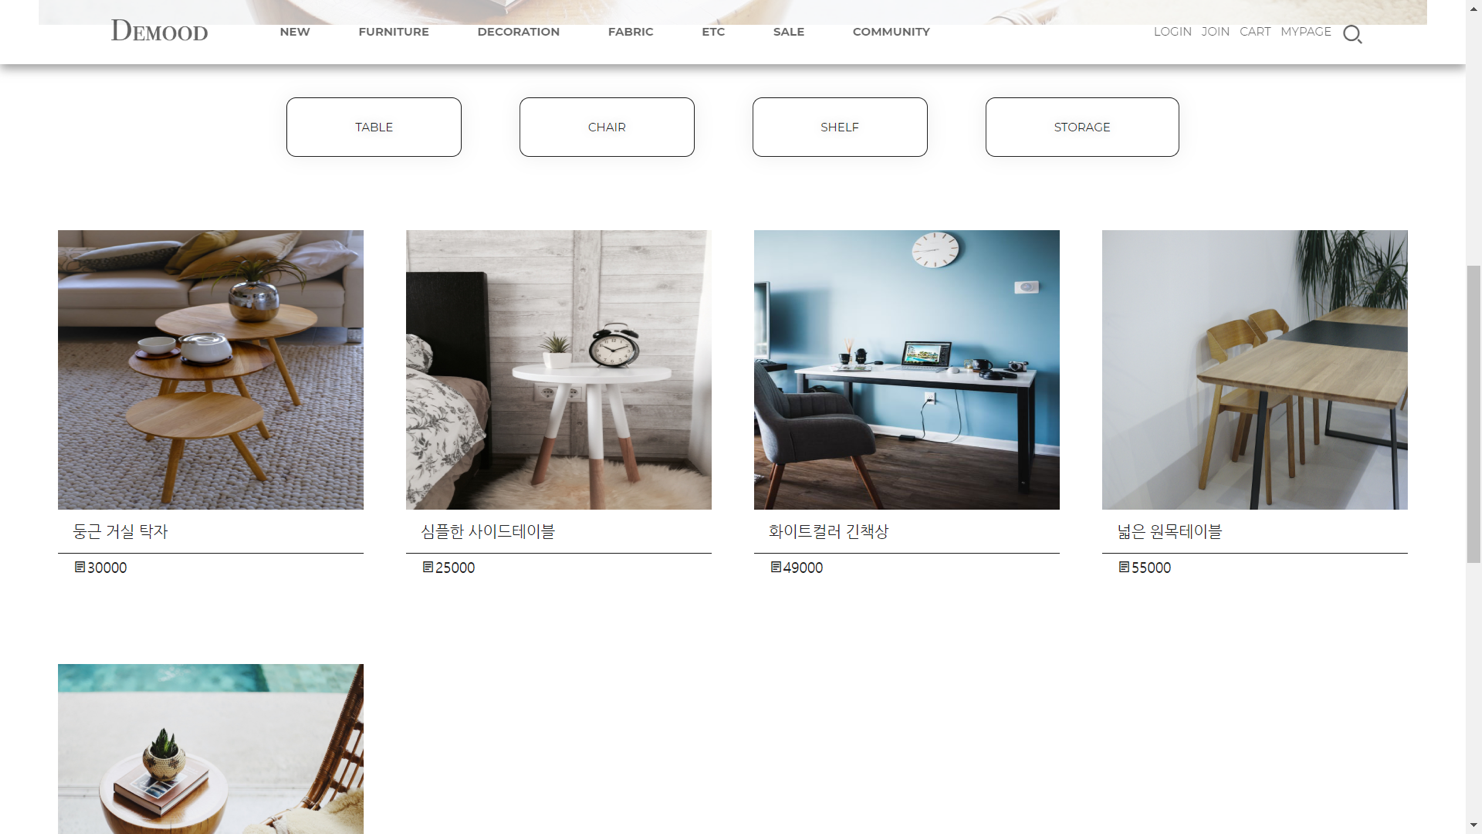 DEMOOD NEW FURNITURE DECORATION FABRIC ETC SALE COMMUNITY LOGIN JOIN CART MYPAGE
TABLE CHAIR SHELF STORAGE
둥근 거실 탁자
30000
심플한 사이드테이블
25000
화이트컬러 긴책상
49000
넓은 원목테이블
55000